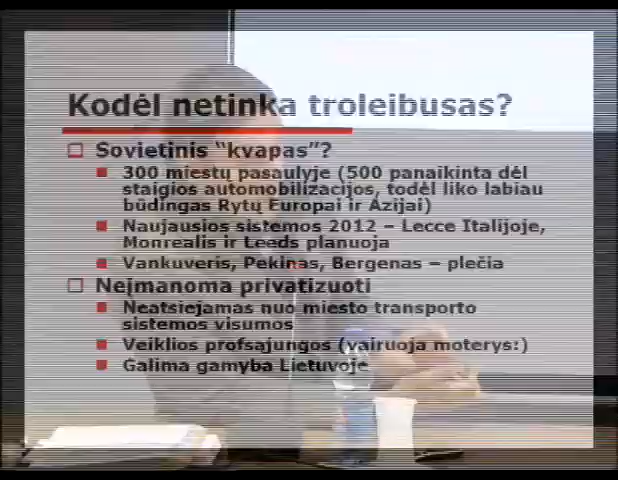 Kodėl netinka troleibusas?
Sovietinis “kvapas”?
300 miestų pasaulyje (500 panaikinta dėl
staigios automobilizacijos, todėl liko labiau
būdingas Rytų Europai ir Azijai)
Naujausios sistemos 2012 – Lecce Italijoje,
Monrealis ir Leeds planuoja
Vankuveris, Pekinas, Bergenas – plečia
Neįmanoma privatizuoti
Neatsiejamas nuo miesto transporto
sistemos visumos
Veiklios profsąjungos (vairuoja moterys:)
Galima gamyba Lietuvoje